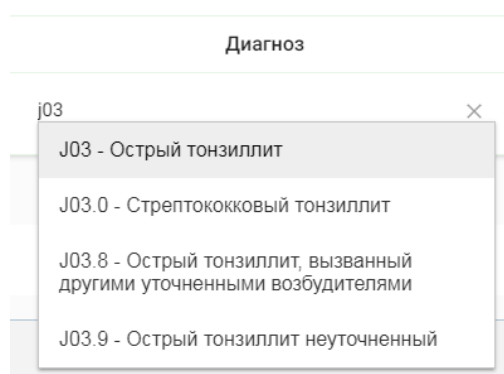 Диагноз
j03
J03 - Острый тонзиллит
J03.0 - Стрептококковый тонзиллит
J03.8 - Острый тонзиллит, вызванный
другими уточненными возбудителями
J03.9 - Острый тонзиллит неуточненный